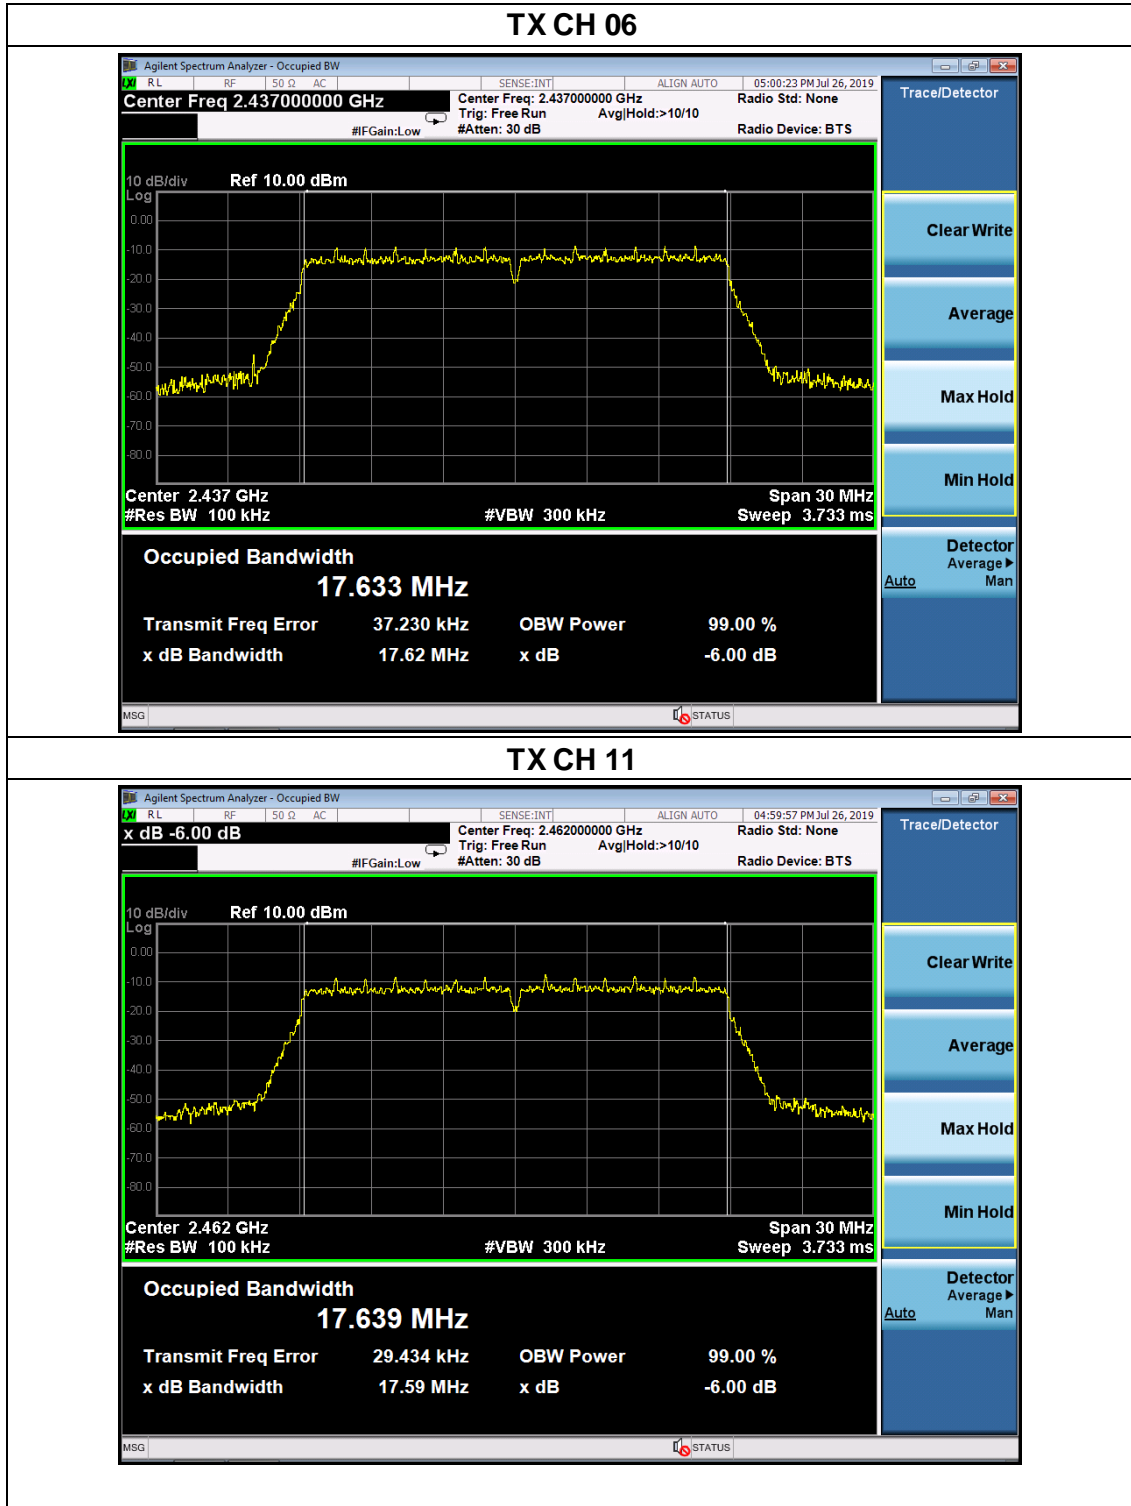 TX CH 06
Agilent Spectrum Analyzer - Occupied BW
LXI RL RF 50 Ω AC SENSE:INT ALIGN AUTO 05:00:23 PM Jul 26, 2019
Center Freq 2.437000000 GHz
Center Freq: 2.437000000 GHz
Radio Std: None
Trig: Free Run Avg|Hold:>10/10
#IFGain:Low #Atten: 30 dB Radio Device: BTS
Trace/Detector
10 dB/div Ref 10.00 dBm
Log
0.00
-10.0
-20.0
-30.0
-40.0
-50.0
-60.0
-70.0
-80.0
Center 2.437 GHz Span 30 MHz
#Res BW 100 kHz #VBW 300 kHz Sweep 3.733 ms
Clear Write
Average
Max Hold
Min Hold
Detector
Average▶
Auto Man
Occupied Bandwidth
17.633 MHz
Transmit Freq Error 37.230 kHz OBW Power 99.00 %
x dB Bandwidth 17.62 MHz x dB -6.00 dB
MSG STATUS
TX CH 11
Agilent Spectrum Analyzer - Occupied BW
LXI RL RF 50 Ω AC SENSE:INT ALIGN AUTO 04:59:57 PM Jul 26, 2019
x dB -6.00 dB
Center Freq: 2.462000000 GHz
Radio Std: None
Trig: Free Run Avg|Hold:>10/10
#IFGain:Low #Atten: 30 dB Radio Device: BTS
Trace/Detector
10 dB/div Ref 10.00 dBm
Log
0.00
-10.0
-20.0
-30.0
-40.0
-50.0
-60.0
-70.0
-80.0
Center 2.462 GHz Span 30 MHz
#Res BW 100 kHz #VBW 300 kHz Sweep 3.733 ms
Clear Write
Average
Max Hold
Min Hold
Detector
Average▶
Auto Man
Occupied Bandwidth
17.639 MHz
Transmit Freq Error 29.434 kHz OBW Power 99.00 %
x dB Bandwidth 17.59 MHz x dB -6.00 dB
MSG STATUS